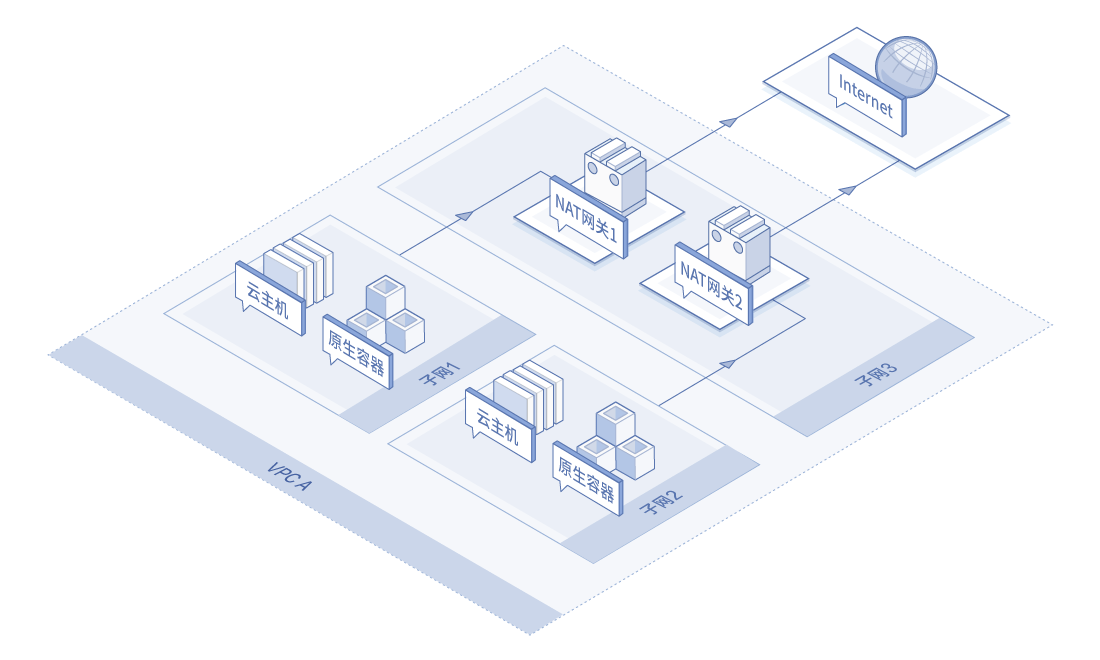 Internet
NAT网关1
NAT网关2
云主机
原生容器
子网1
子网3
云主机
原生容器
子网2
VPC A